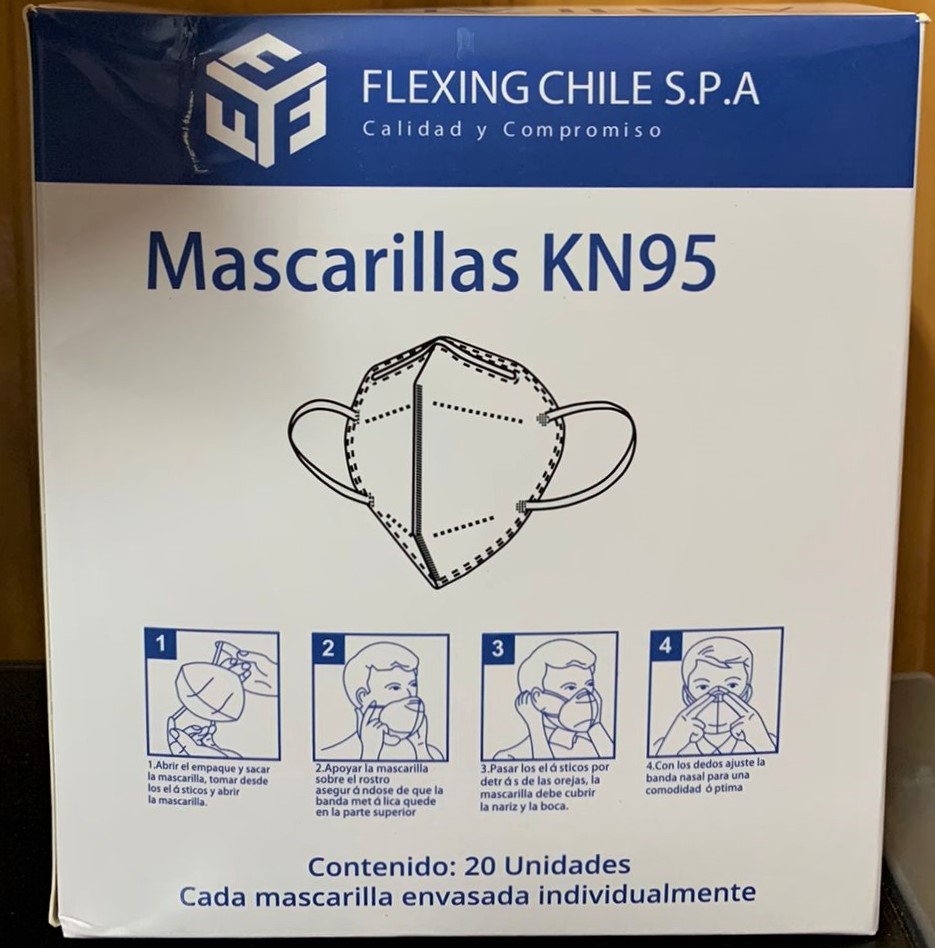 FLEXING CHILE S.P.A
Calidad y Compromiso
Mascarillas KN95
1
2
3
4
1.Abrir el empaque y sacar
la mascarilla, tomar desde
los el á sticos y abrir
la mascarilla.
2.Apoyar la mascarilla
sobre el rostro
asegur á ndose de que la
banda met á lica quede
en la parte superior
3.Pasar los el á sticos por
detr á s de las orejas, la
mascarilla debe cubrir
la nariz y la boca.
4.Con los dedos ajuste la
banda nasal para una
comodidad ó ptima
Contenido: 20 Unidades
Cada mascarilla envasada individualmente